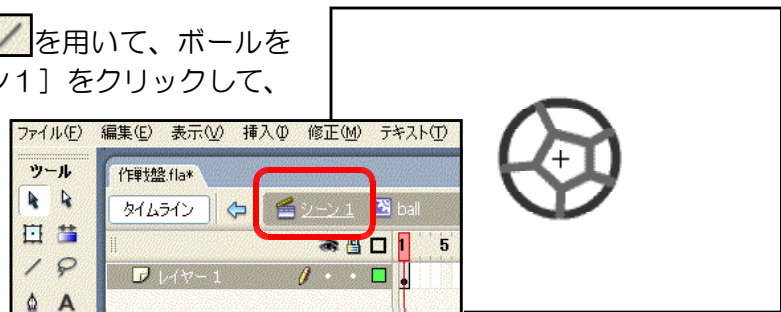 を用いて、ボールを
ン１］をクリックして、
ファイル(F) 編集(E) 表示(V) 挿入(I) 修正(M) テキスト(T)
ツール
作戦盤.fla*
タイムライン シーン 1 ball
1 5
レイヤー 1
A